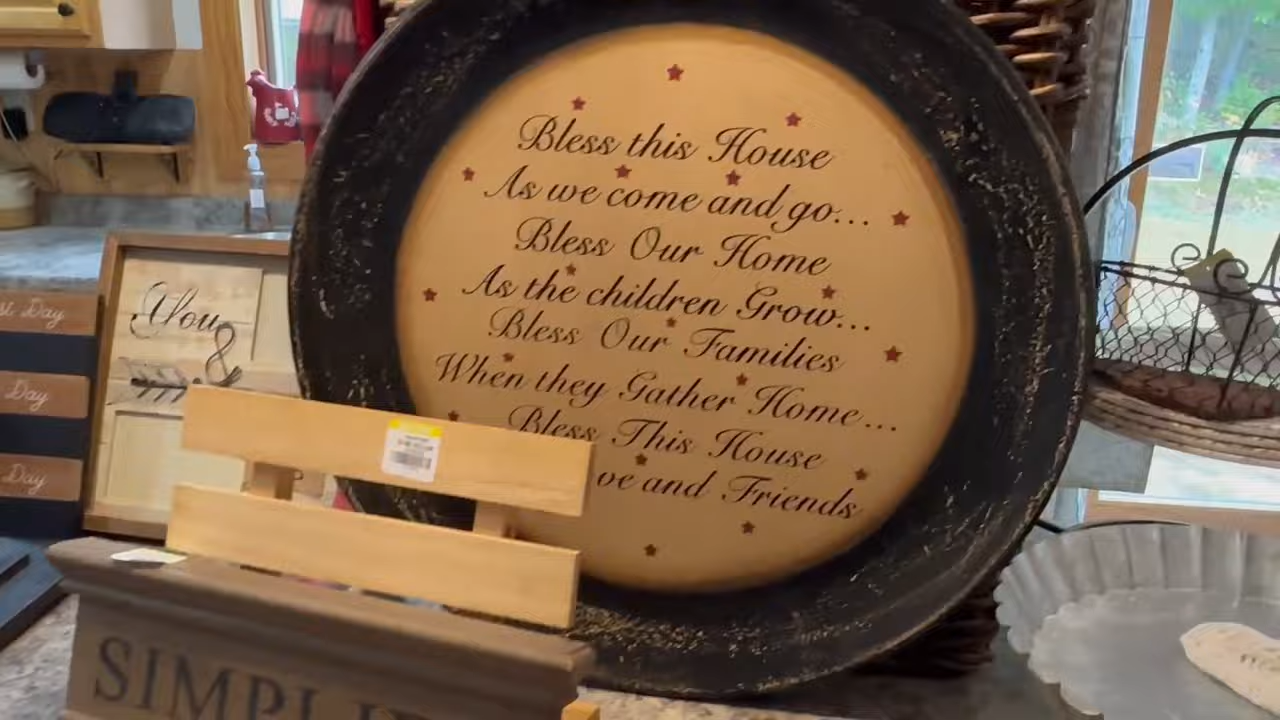 Bless this House
As we come and go...
Bless Our Home
As the children Grow...
Bless Our Families
When they Gather Home...
Bless This House
and Friends
You
&
Day
Day
Day